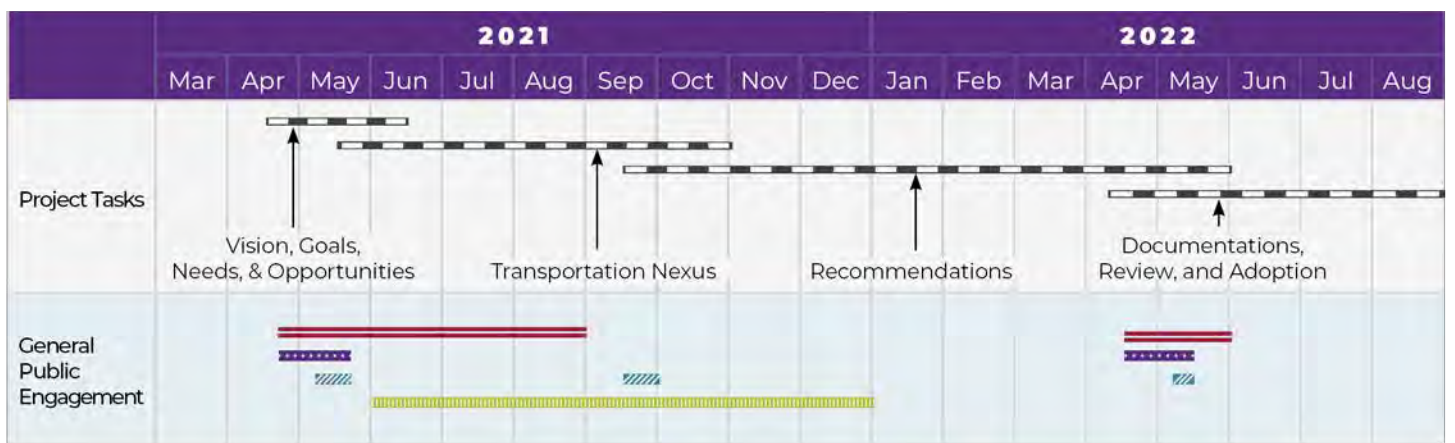 2021 2022
Mar Apr May Jun Jul Aug Sep Oct Nov Dec Jan Feb Mar Apr May Jun Jul Aug
Project Tasks
Vision, Goals,
Needs, & Opportunities
Transportation Nexus
Recommendations
Documentations,
Review, and Adoption
General
Public
Engagement